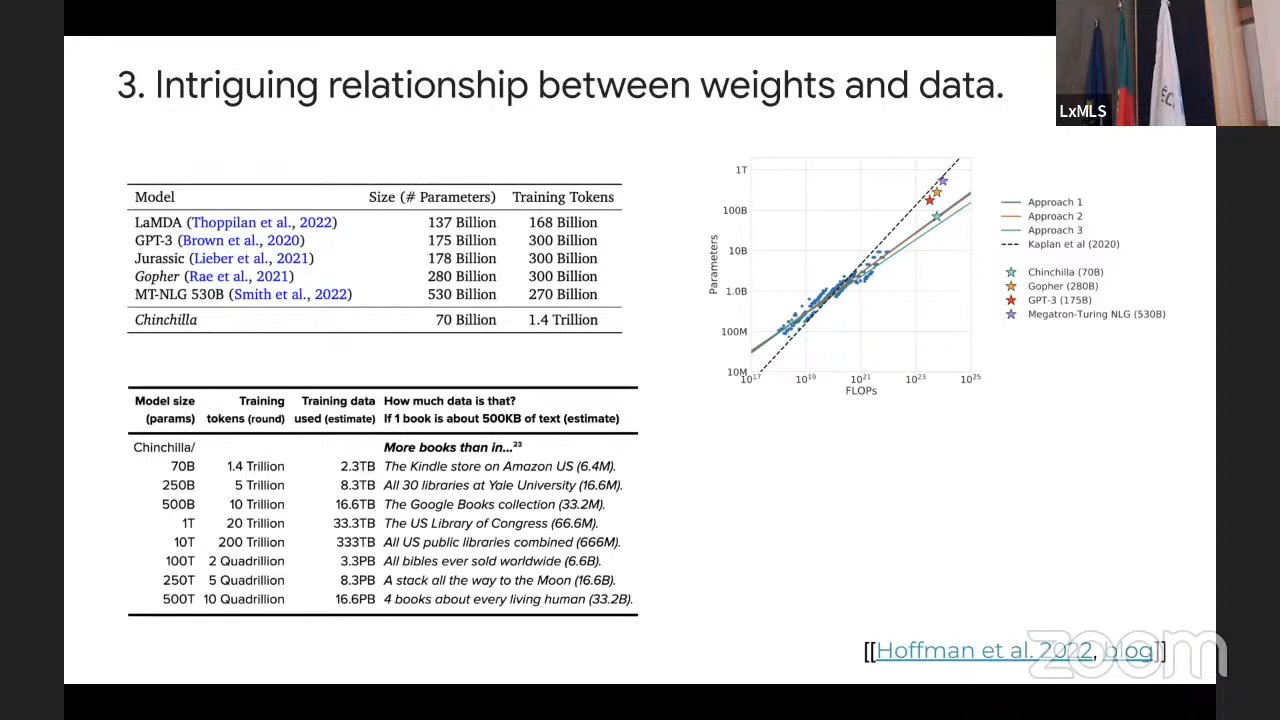 3. Intriguing relationship between weights and data.
LxMLS
Model Size (# Parameters) Training Tokens
LaMDA (Thoppilan et al., 2022) 137 Billion 168 Billion
GPT-3 (Brown et al., 2020) 175 Billion 300 Billion
Jurassic (Lieber et al., 2021) 178 Billion 300 Billion
Gopher (Rae et al., 2021) 280 Billion 300 Billion
MT-NLG 530B (Smith et al., 2022) 530 Billion 270 Billion
Chinchilla 70 Billion 1.4 Trillion
1T
100B
10B
1.0B
100M
10M
Parameters
10^17 10^19 10^21 10^23 10^25
FLOPs
Approach 1
Approach 2
Approach 3
Kaplan et al (2020)
Chinchilla (70B)
Gopher (280B)
GPT-3 (175B)
Megatron-Turing NLG (530B)
Model size Training Training data How much data is that?
(params) tokens (round) used (estimate) If 1 book is about 500KB of text (estimate)
Chinchilla/ More books than in...23
70B 1.4 Trillion 2.3TB The Kindle store on Amazon US (6.4M).
250B 5 Trillion 8.3TB All 30 libraries at Yale University (16.6M).
500B 10 Trillion 16.6TB The Google Books collection (33.2M).
1T 20 Trillion 33.3TB The US Library of Congress (66.6M).
10T 200 Trillion 333TB All US public libraries combined (666M).
100T 2 Quadrillion 3.3PB All bibles ever sold worldwide (6.6B).
250T 5 Quadrillion 8.3PB A stack all the way to the Moon (16.6B).
500T 10 Quadrillion 16.6PB 4 books about every living human (33.2B).
[[Hoffman et al. 2022, blog]]
zoom